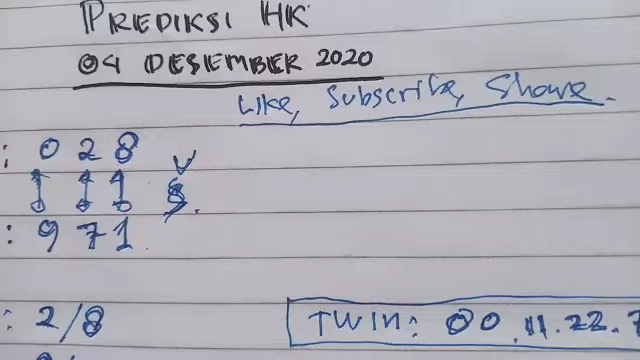 PREDIKSI HK
04 DESEMBER 2020
Like, Subscribe, Share.
: 0 2 8
: 9 7 1
: 2/8
TWIN: 00.11.22.7